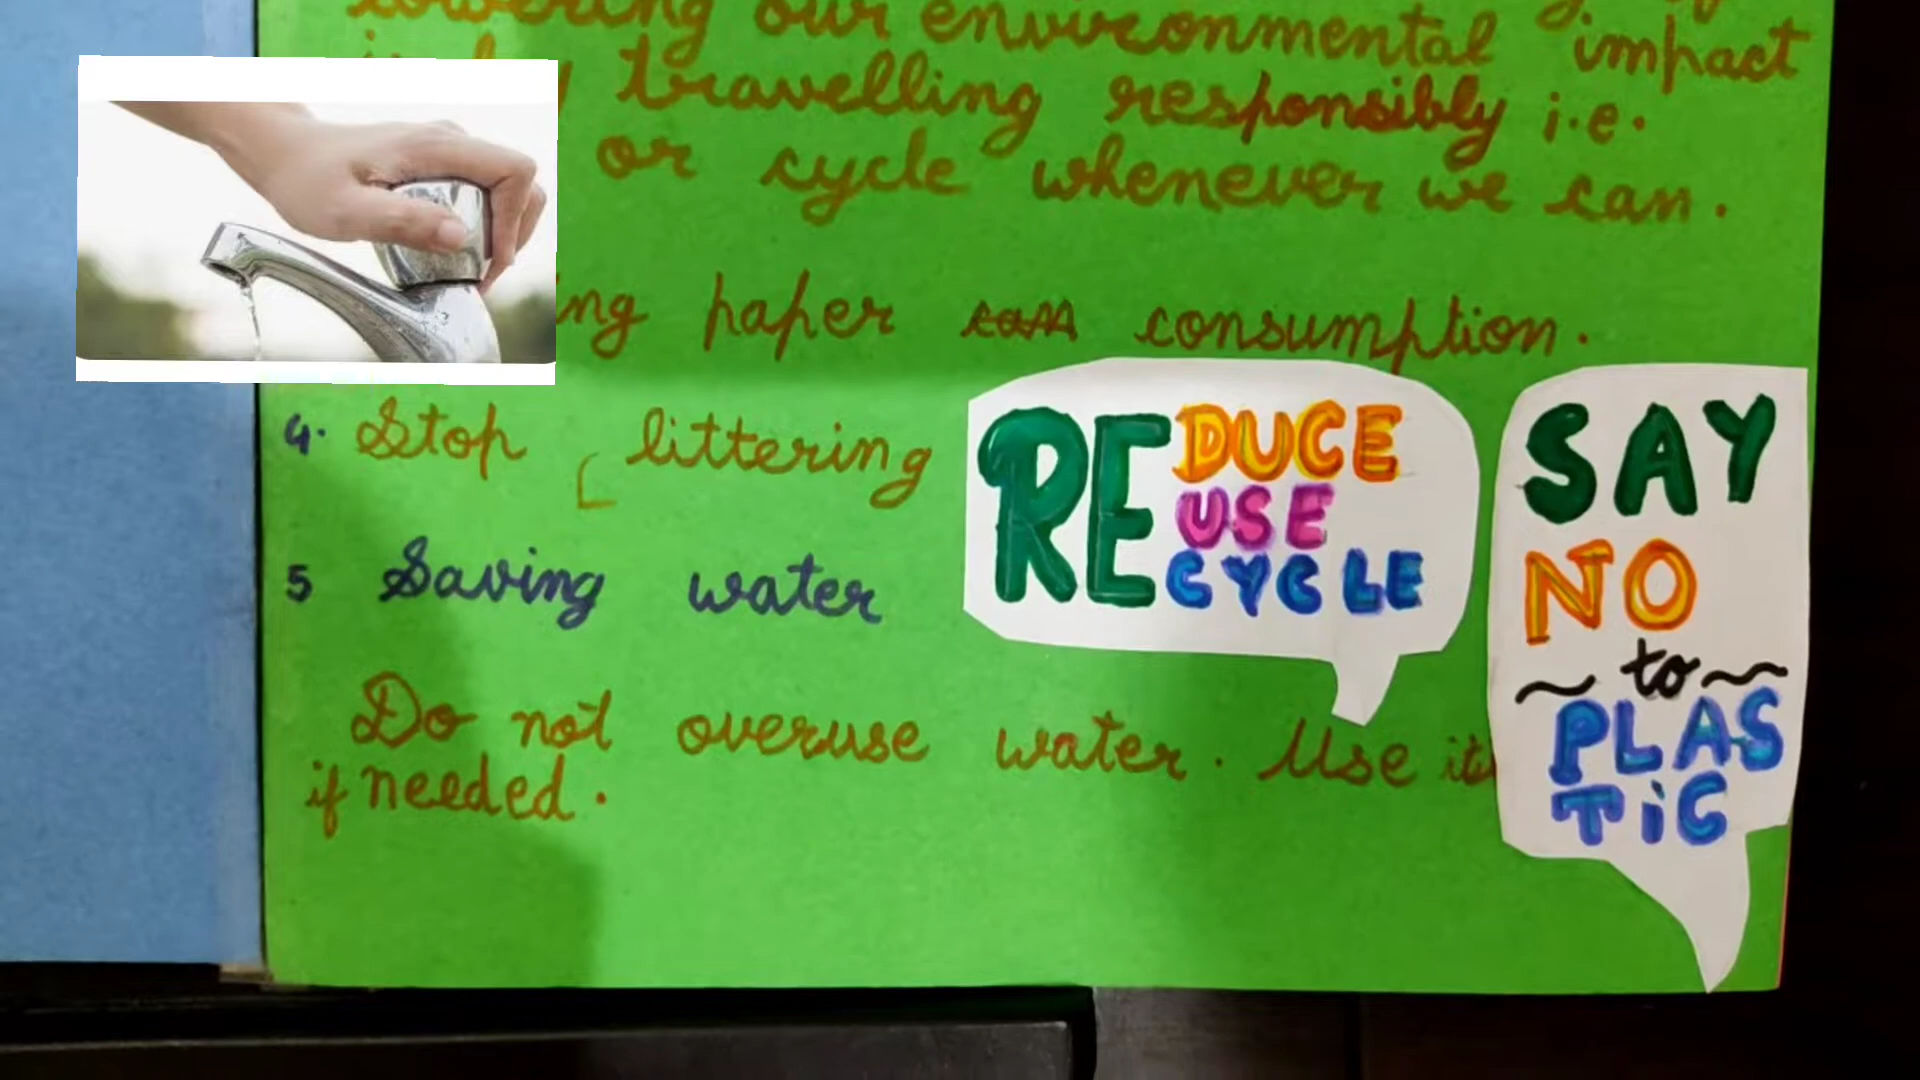 lowering our environmental impact
travelling responsibly i.e.
or cycle whenever we can.
paper consumption.
4. Stop littering
5 Saving water
Do not overuse water. Use it
if needed.
REDUCE
USE
CYCLE
SAY
NO
to
PLAS
TiC